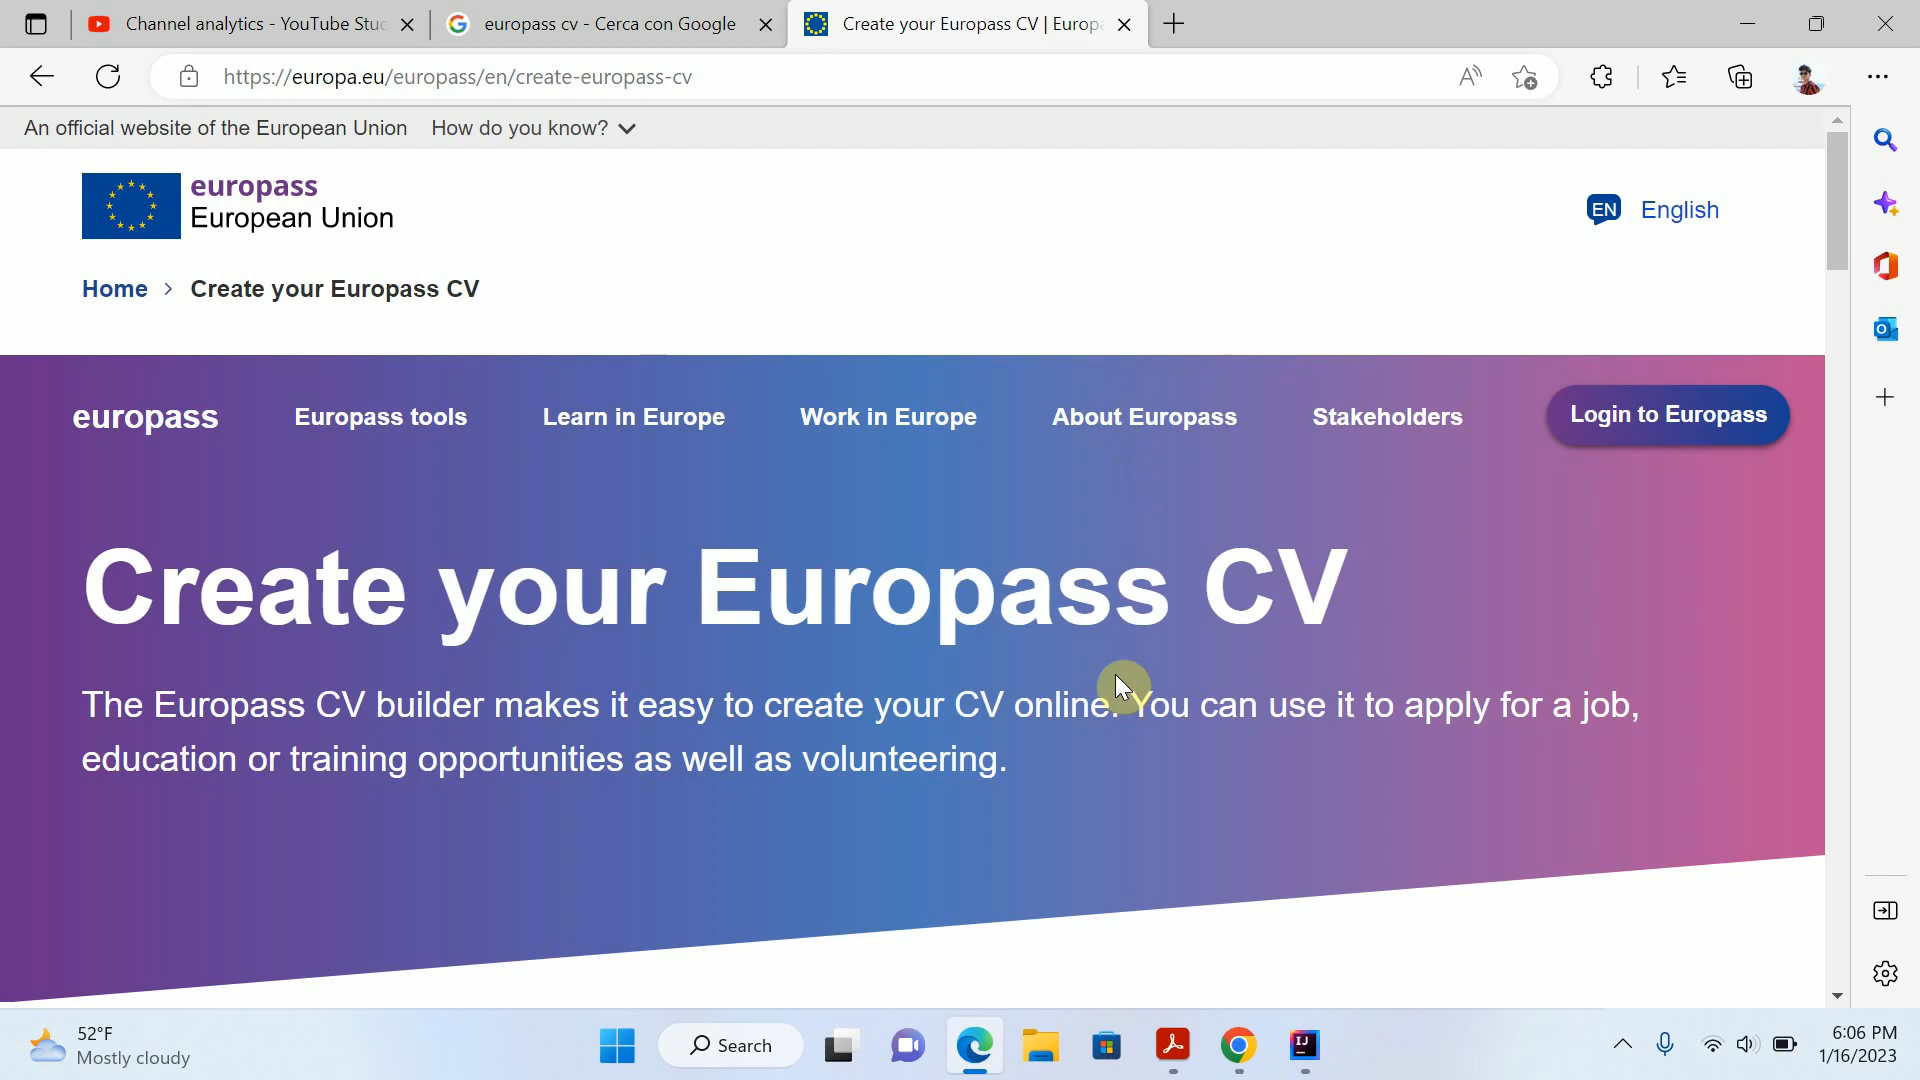 Channel analytics - YouTube Stu
europass cv - Cerca con Google
Create your Europass CV | Europ
https://europa.eu/europass/en/create-europass-cv
An official website of the European Union How do you know?
europass
European Union
EN English
Home > Create your Europass CV
europass Europass tools Learn in Europe Work in Europe About Europass Stakeholders Login to Europass
Create your Europass CV
The Europass CV builder makes it easy to create your CV online. You can use it to apply for a job,
education or training opportunities as well as volunteering.
52°F
Mostly cloudy
Search
IJ
6:06 PM
1/16/2023